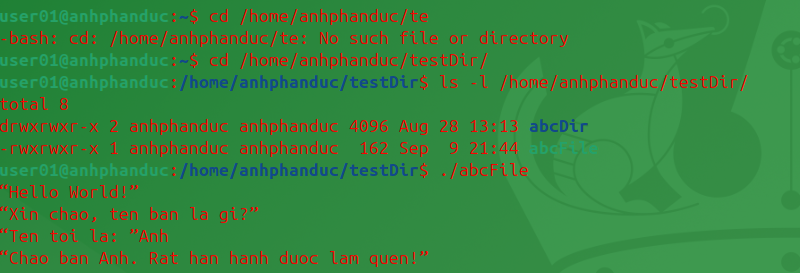 user01@anhphanduc:~$ cd /home/anhphanduc/te
-bash: cd: /home/anhphanduc/te: No such file or directory
user01@anhphanduc:~$ cd /home/anhphanduc/testDir/
user01@anhphanduc:/home/anhphanduc/testDir$ ls -l /home/anhphanduc/testDir/
total 8
drwxrwxr-x 2 anhphanduc anhphanduc 4096 Aug 28 13:13 abcDir
-rwxrwxr-x 1 anhphanduc anhphanduc  162 Sep  9 21:44 abcFile
user01@anhphanduc:/home/anhphanduc/testDir$ ./abcFile
“Hello World!”
“Xin chao, ten ban la gi?”
“Ten toi la: ”Anh
“Chao ban Anh. Rat han hanh duoc lam quen!”